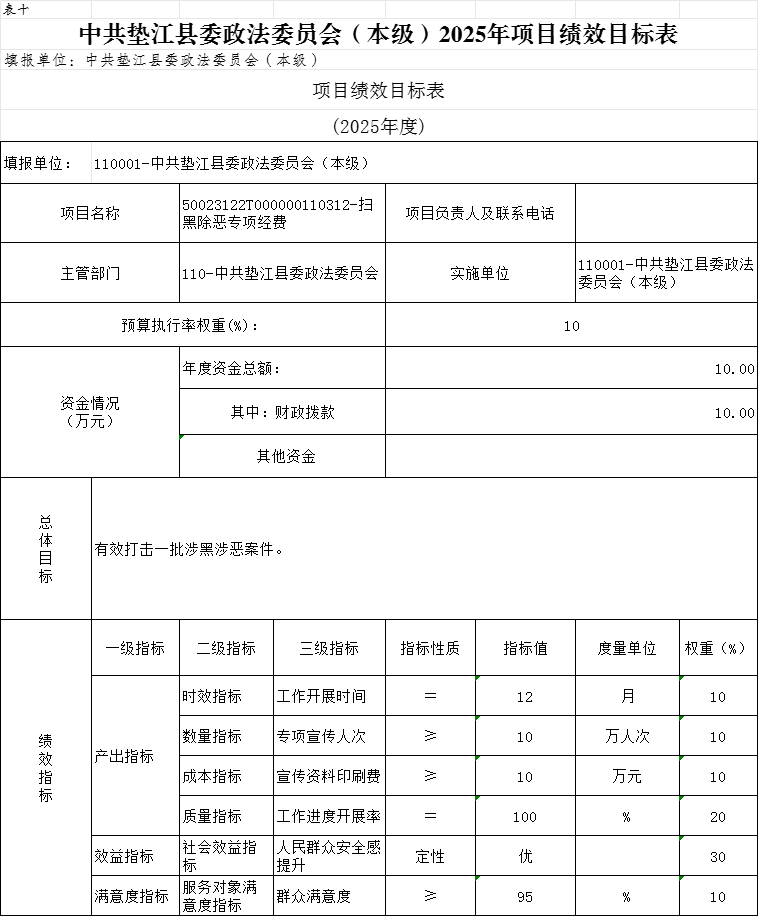 表十
中共垫江县委政法委员会（本级）2025年项目绩效目标表
填报单位：中共垫江县委政法委员会（本级）
项目绩效目标表
(2025年度)
填报单位： 110001-中共垫江县委政法委员会（本级）
项目名称 50023122T000000110312-扫
黑除恶专项经费 项目负责人及联系电话
主管部门 110-中共垫江县委政法委员会 实施单位 110001-中共垫江县委政法
委员会（本级）
预算执行率权重(%)： 10
资金情况
（万元）
年度资金总额： 10.00
其中：财政拨款 10.00
其他资金
总
体
目
标
有效打击一批涉黑涉恶案件。
绩
效
指
标
一级指标 二级指标 三级指标 指标性质 指标值 度量单位 权重（%）
产出指标
时效指标 工作开展时间 ＝ 12 月 10
数量指标 专项宣传人次 ≥ 10 万人次 10
成本指标 宣传资料印刷费 ≥ 10 万元 10
质量指标 工作进度开展率 ＝ 100 % 20
效益指标 社会效益指
标 人民群众安全感
提升 定性 优 30
满意度指标 服务对象满
意度指标 群众满意度 ≥ 95 % 10